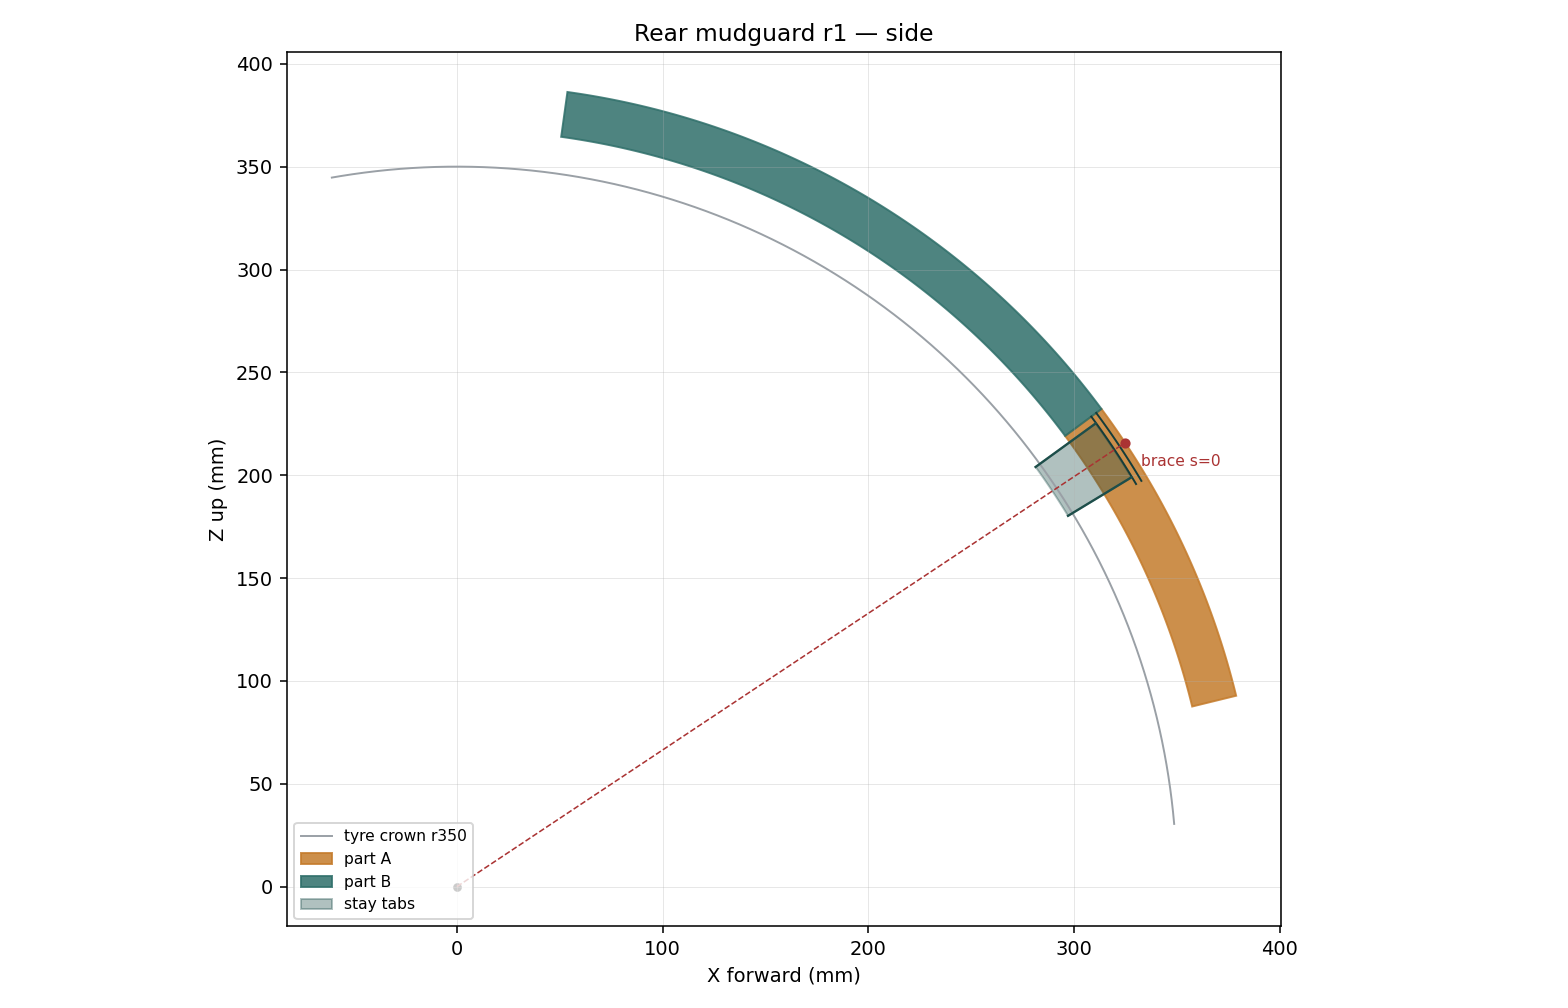 Rear mudguard r1 — side
400
350
300
250
200
150
100
50
0
Z up (mm)
brace s=0
tyre crown r350
part A
part B
stay tabs
0
100
200
300
400
X forward (mm)